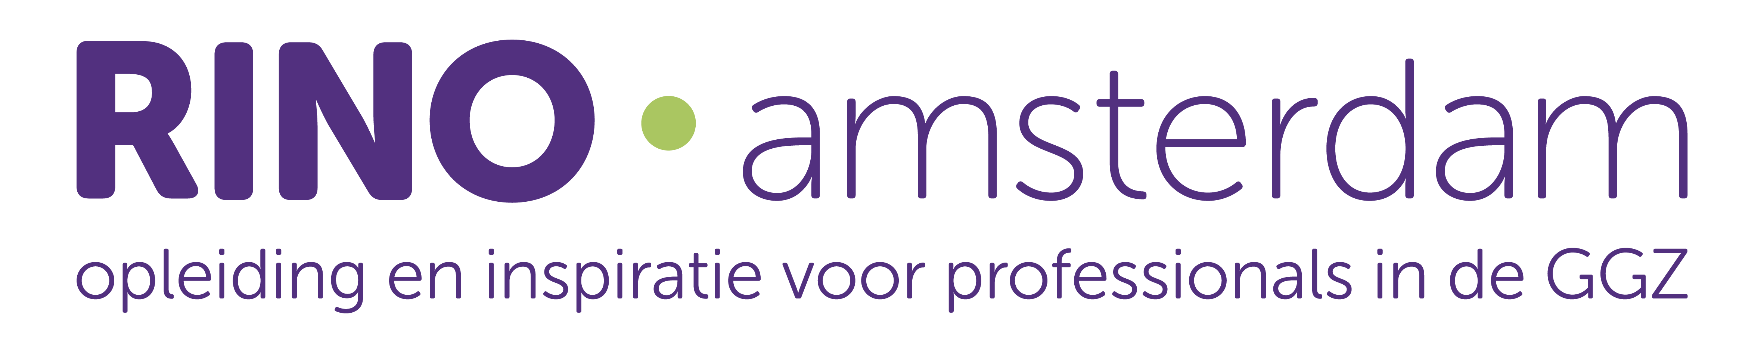 RINO • amsterdam
opleiding en inspiratie voor professionals in de GGZ